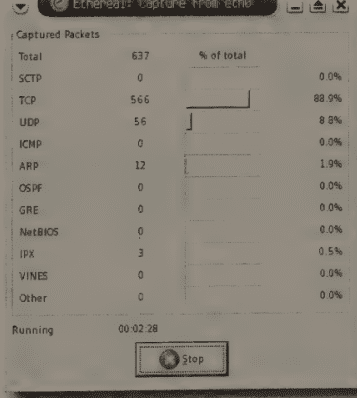 Ethereal: Capture from eth0
Captured Packets
Total 637 % of total
SCTP 0 0.0%
TCP 566 88.9%
UDP 56 8.8%
ICMP 0 0.0%
ARP 12 1.9%
OSPF 0 0.0%
GRE 0 0.0%
NetBIOS 0 0.0%
IPX 3 0.5%
VINES 0 0.0%
Other 0 0.0%
Running 00:02:28
Stop